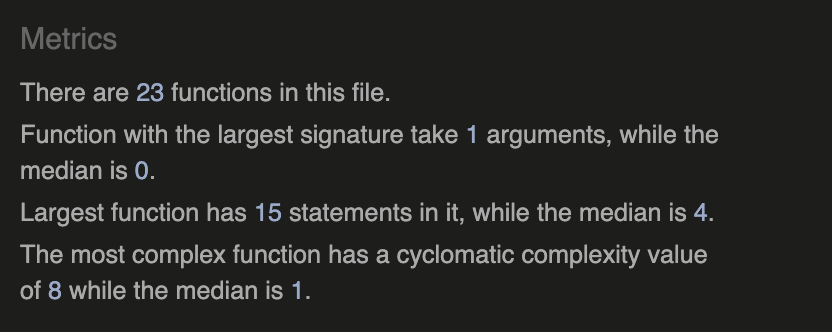 Metrics
There are 23 functions in this file.
Function with the largest signature take 1 arguments, while the
median is 0.
Largest function has 15 statements in it, while the median is 4.
The most complex function has a cyclomatic complexity value
of 8 while the median is 1.